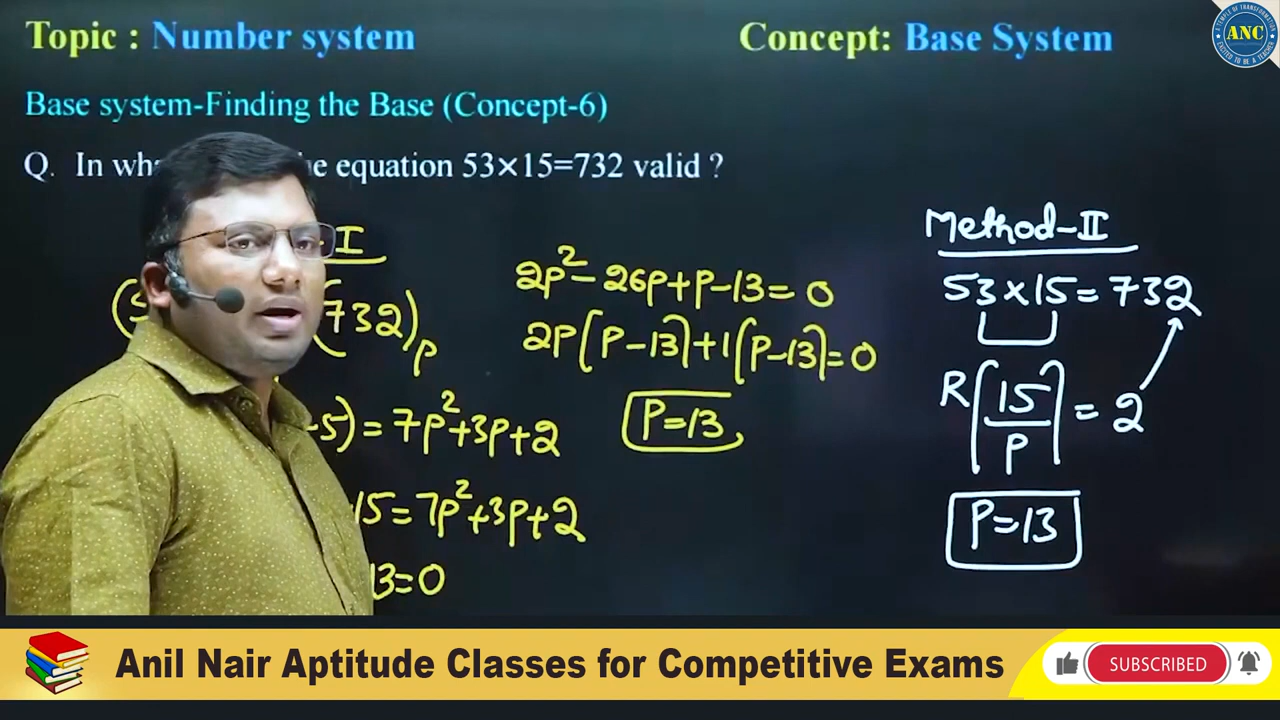 Topic : Number system
Concept: Base System
ANC
Base system-Finding the Base (Concept-6)
Q. In equation 53×15=732 valid ?
I
732)p
5) = 7p²+3p+2
15=7p²+3p+2
13=0
2p²-26p+p-13=0
2p(p-13)+1(p-13)=0
P=13
Method-II
53×15=732
R[15/p]=2
P=13
Anil Nair Aptitude Classes for Competitive Exams
SUBSCRIBED